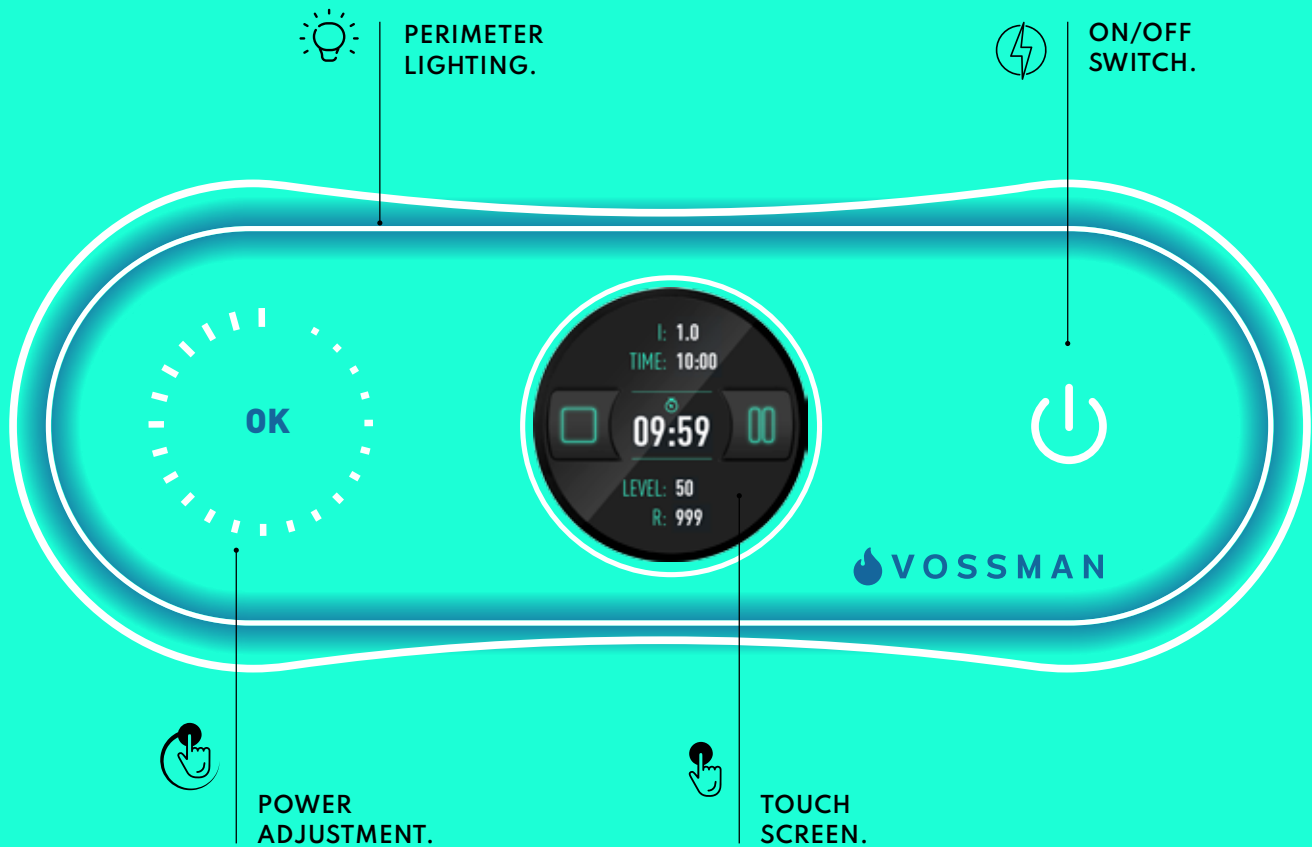 PERIMETER
LIGHTING.
ON/OFF
SWITCH.
I: 1.0
TIME: 10:00
OK
09:59
LEVEL: 50
R: 999
VOSSMAN
POWER
ADJUSTMENT.
TOUCH
SCREEN.